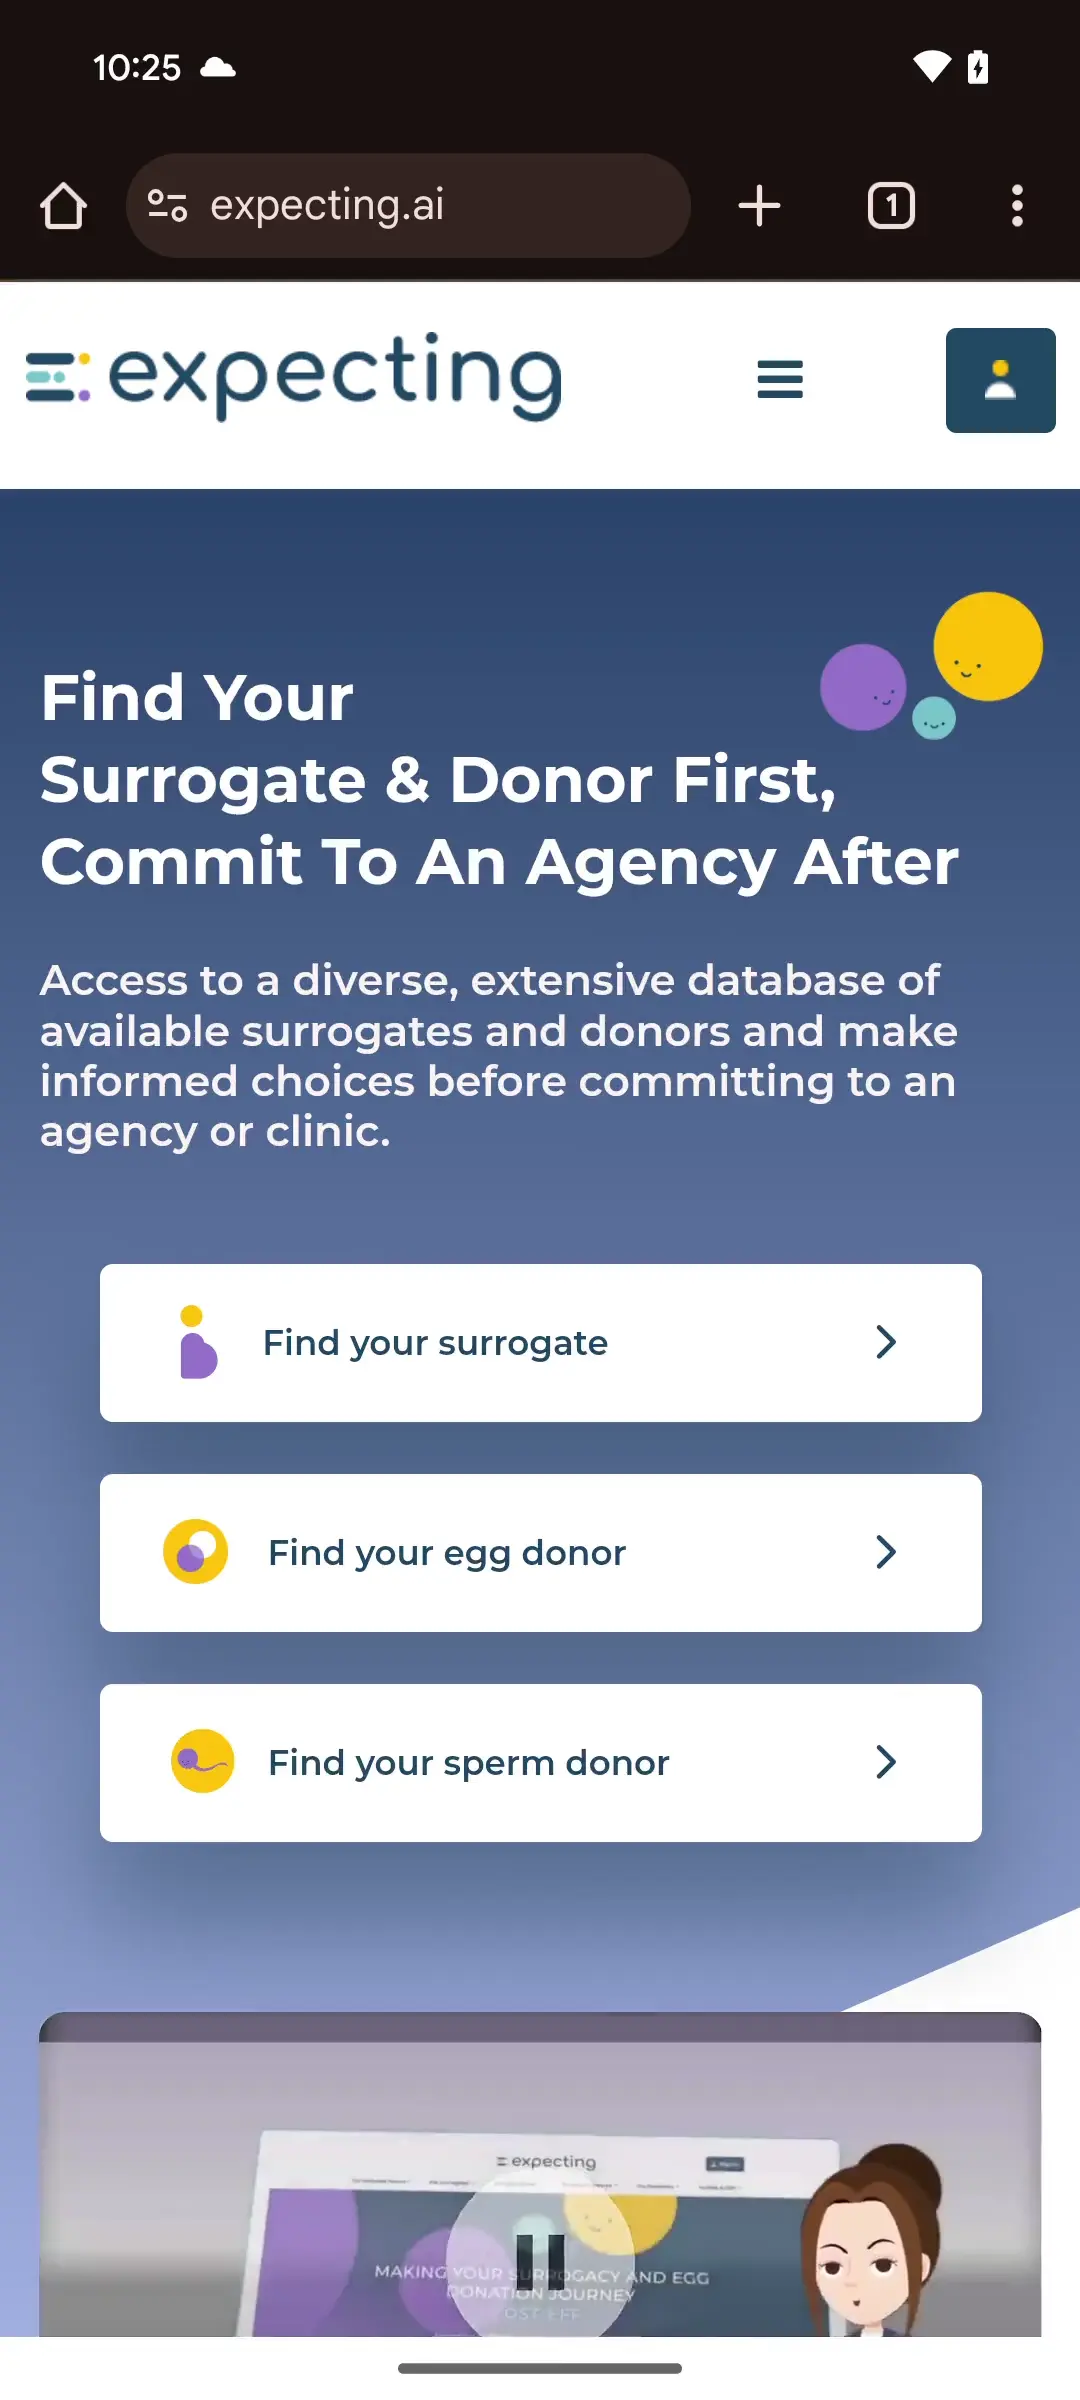 10:25
expecting.ai
1
expecting
Find Your
Surrogate & Donor First,
Commit To An Agency After
Access to a diverse, extensive database of
available surrogates and donors and make
informed choices before committing to an
agency or clinic.
Find your surrogate
Find your egg donor
Find your sperm donor
expecting
MAKING YOUR SURROGACY AND EGG
DONATION JOURNEY